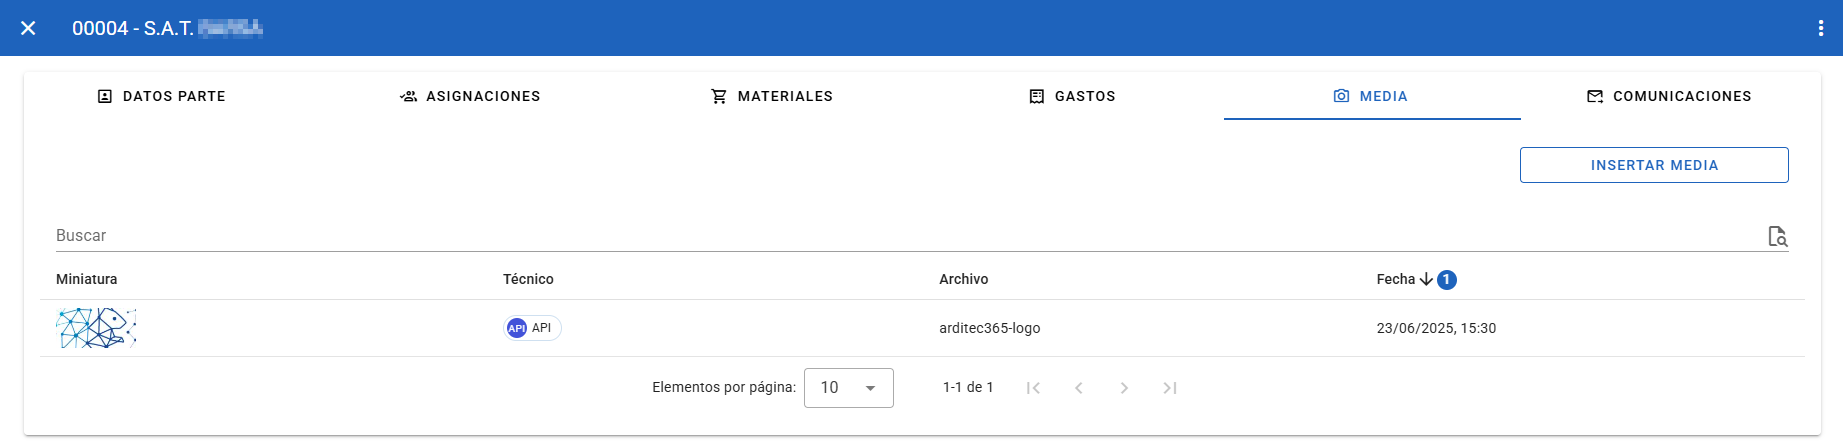 00004 - S.A.T.
DATOS PARTE
ASIGNACIONES
MATERIALES
GASTOS
MEDIA
COMUNICACIONES
INSERTAR MEDIA
Buscar
Miniatura Técnico Archivo Fecha 1
API API arditec365-logo 23/06/2025, 15:30
Elementos por página: 10 1-1 de 1